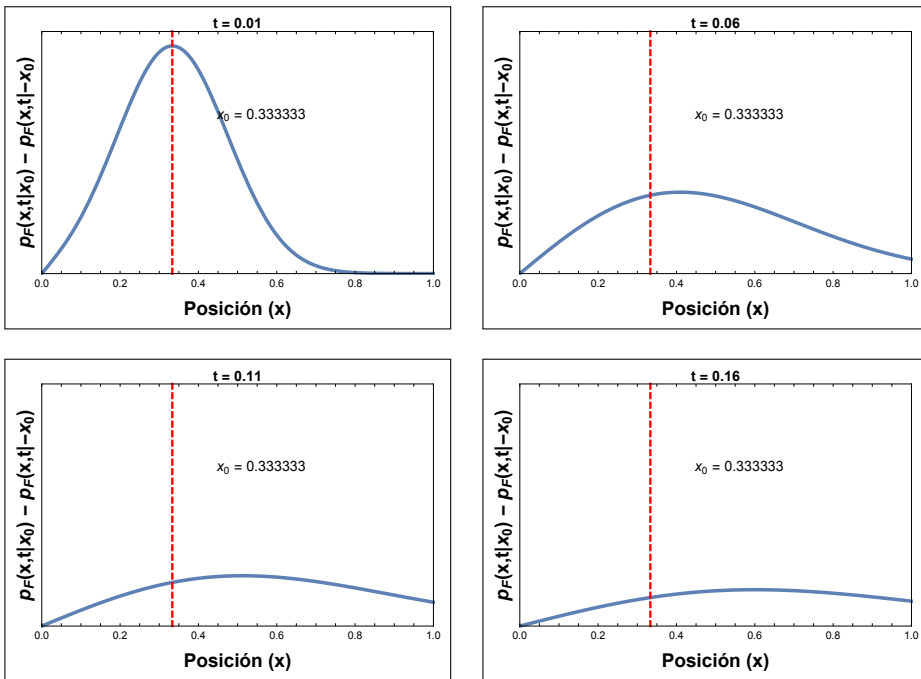 t = 0.01
pF(x,t|x0) − pF(x,t|−x0)
x0 = 0.333333
0.0 0.2 0.4 0.6 0.8 1.0
Posición (x)
t = 0.06
pF(x,t|x0) − pF(x,t|−x0)
x0 = 0.333333
0.0 0.2 0.4 0.6 0.8 1.0
Posición (x)
t = 0.11
pF(x,t|x0) − pF(x,t|−x0)
x0 = 0.333333
0.0 0.2 0.4 0.6 0.8 1.0
Posición (x)
t = 0.16
pF(x,t|x0) − pF(x,t|−x0)
x0 = 0.333333
0.0 0.2 0.4 0.6 0.8 1.0
Posición (x)